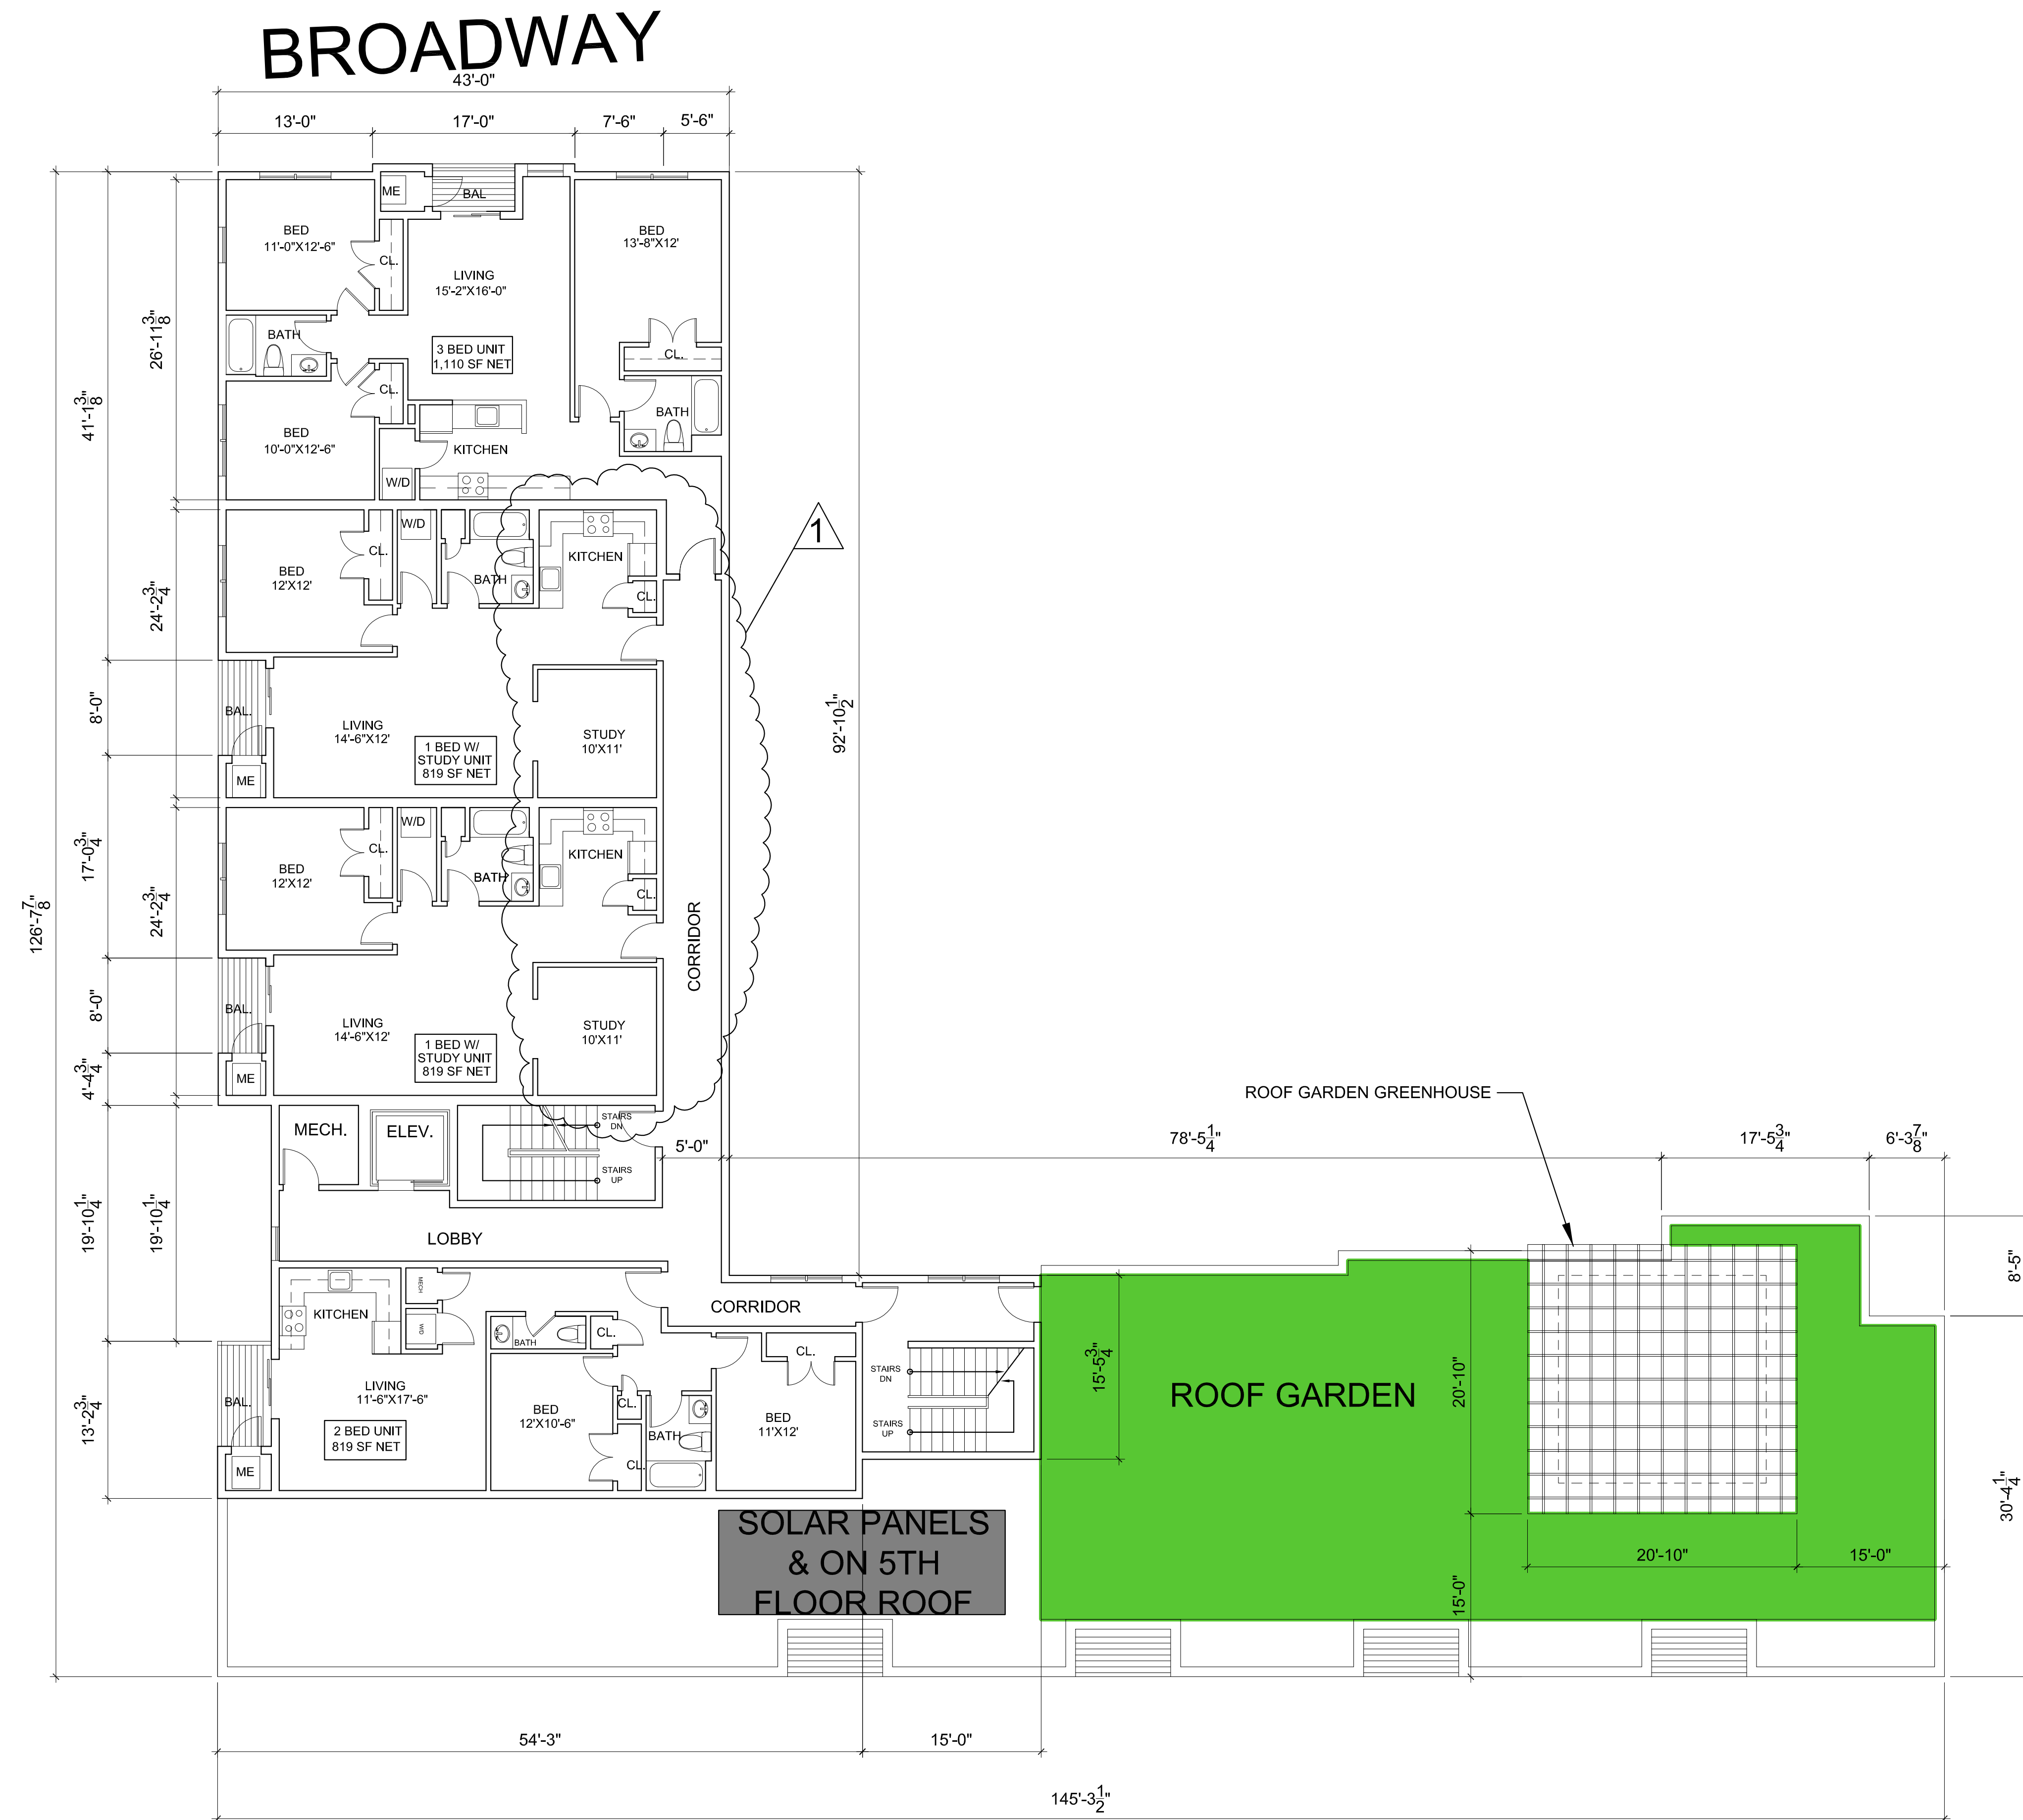 BROADWAY
43'-0"
13'-0"
17'-0"
7'-6"
5'-6"
ME
BAL
BED
11'-0"X12'-6"
BED
13'-8"X12'
CL.
LIVING
15'-2"X16'-0"
BATH
3 BED UNIT
1,110 SF NET
CL.
CL.
BATH
BED
10'-0"X12'-6"
KITCHEN
W/D
26'-11 3/8"
41'-1 3/8"
1
W/D
KITCHEN
CL.
BED
12'X12'
BATH
CL.
24'-2 3/4"
8'-0"
BAL.
LIVING
14'-6"X12'
STUDY
10'X11'
1 BED W/
STUDY UNIT
819 SF NET
ME
92'-10 1/2"
W/D
KITCHEN
CL.
BED
12'X12'
BATH
CL.
17'-0 3/4"
24'-2 3/4"
126'-7 7/8"
CORRIDOR
8'-0"
BAL.
LIVING
14'-6"X12'
STUDY
10'X11'
1 BED W/
STUDY UNIT
819 SF NET
ME
4'-4 3/4"
MECH.
ELEV.
STAIRS
DN
STAIRS
UP
5'-0"
ROOF GARDEN GREENHOUSE
78'-5 1/4"
17'-5 3/4"
6'-3 7/8"
19'-10 1/4"
19'-10 1/4"
LOBBY
8'-5"
MECH
KITCHEN
W/D
CORRIDOR
BATH
CL.
CL.
STAIRS
DN
STAIRS
UP
15'-5 3/4"
ROOF GARDEN
20'-10"
BAL.
LIVING
11'-6"X17'-6"
2 BED UNIT
819 SF NET
BED
12'X10'-6"
CL.
BATH
CL.
BED
11'X12'
ME
13'-2 3/4"
30'-4 1/4"
SOLAR PANELS
& ON 5TH
FLOOR ROOF
20'-10"
15'-0"
15'-0"
54'-3"
15'-0"
145'-3 1/2"